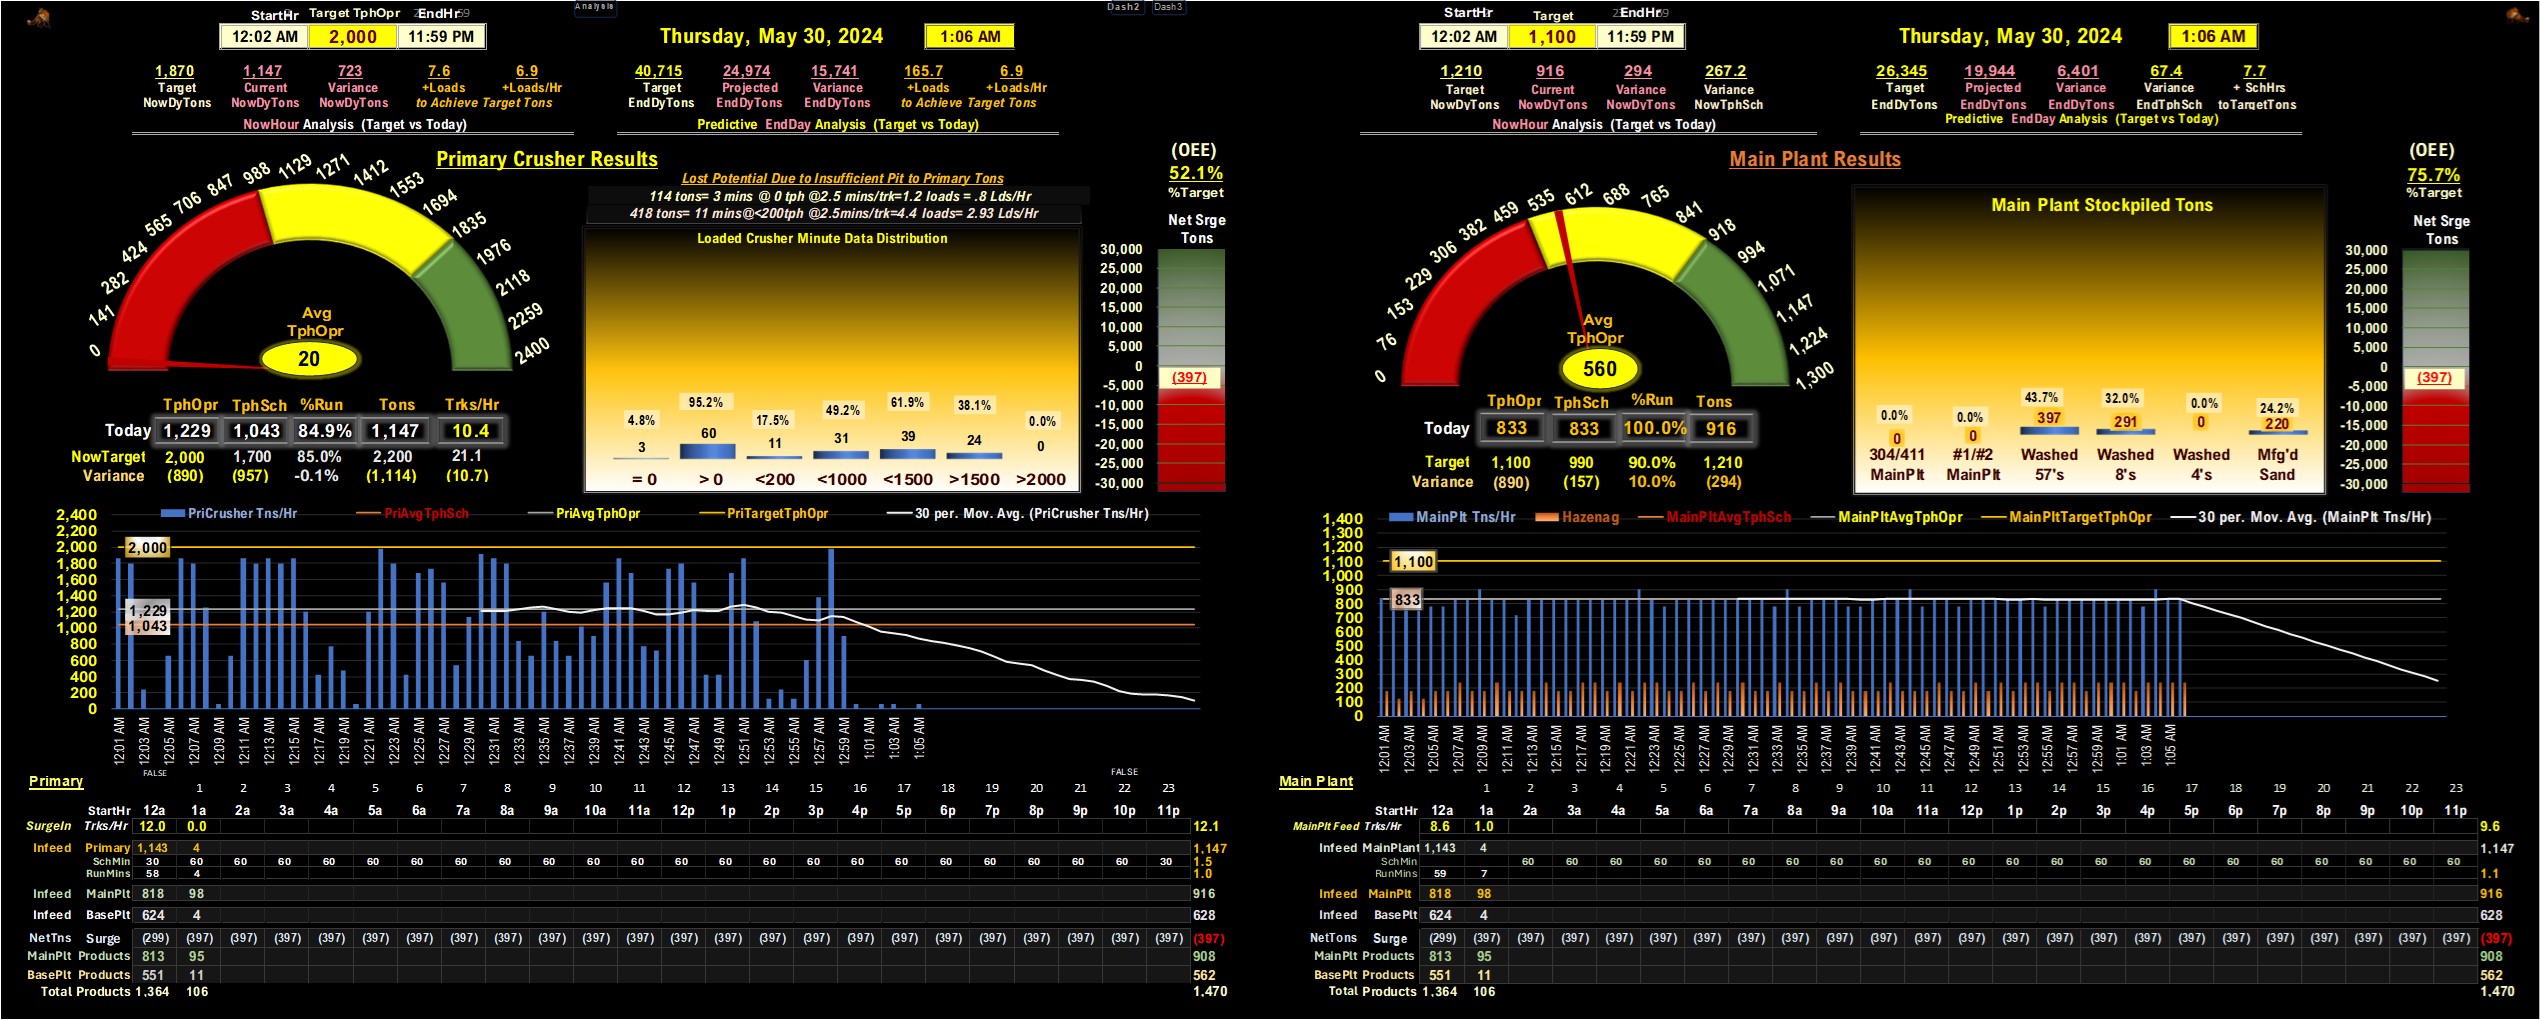 StartHr Target TphOpr EndHr
12:02 AM 2,000 11:59 PM
Analysis
Dash2 Dash3
Thursday, May 30, 2024 1:06 AM
1,870 1,147 723 7.6 6.9
Target Current Variance +Loads +Loads/Hr
NowDyTons NowDyTons NowDyTons to Achieve Target Tons
NowHour Analysis (Target vs Today)
40,715 24,974 15,741 165.7 6.9
Target Projected Variance +Loads +Loads/Hr
EndDyTons EndDyTons EndDyTons to Achieve Target Tons
Predictive EndDay Analysis (Target vs Today)
Primary Crusher Results
Lost Potential Due to Insufficient Pit to Primary Tons
114 tons= 3 mins @ 0 tph @2.5 mins/trk=1.2 loads = .8 Lds/Hr
418 tons= 11 mins@<200tph @2.5mins/trk=4.4 loads= 2.93 Lds/Hr
(OEE)
52.1%
%Target
Net Srge
Tons
0 141 282 424 565 706 847 988 1129 1271 1412 1553 1694 1835 1976 2118 2259 2400
Avg
TphOpr
20
TphOpr TphSch %Run Tons Trks/Hr
Today 1,229 1,043 84.9% 1,147 10.4
NowTarget 2,000 1,700 85.0% 2,200 21.1
Variance (890) (957) -0.1% (1,114) (10.7)
Loaded Crusher Minute Data Distribution
4.8% 95.2% 17.5% 49.2% 61.9% 38.1% 0.0%
3 60 11 31 39 24 0
= 0 > 0 <200 <1000 <1500 >1500 >2000
30,000
25,000
20,000
15,000
10,000
5,000
0
(397)
-5,000
-10,000
-15,000
-20,000
-25,000
-30,000
PriCrusher Tns/Hr PriAvgTphSch PriAvgTphOpr PriTargetTphOpr 30 per. Mov. Avg. (PriCrusher Tns/Hr)
2,400
2,200
2,000
1,800
1,600
1,400
1,200
1,000
800
600
400
200
0
2,000
1,229
1,043
12:01 AM 12:03 AM 12:05 AM 12:07 AM 12:09 AM 12:11 AM 12:13 AM 12:15 AM 12:17 AM 12:19 AM 12:21 AM 12:23 AM 12:25 AM 12:27 AM 12:29 AM 12:31 AM 12:33 AM 12:35 AM 12:37 AM 12:39 AM 12:41 AM 12:43 AM 12:45 AM 12:47 AM 12:49 AM 12:51 AM 12:53 AM 12:55 AM 12:57 AM 12:59 AM 1:01 AM 1:03 AM 1:05 AM
FALSE FALSE
Primary
1 2 3 4 5 6 7 8 9 10 11 12 13 14 15 16 17 18 19 20 21 22 23
StartHr 12a 1a 2a 3a 4a 5a 6a 7a 8a 9a 10a 11a 12p 1p 2p 3p 4p 5p 6p 7p 8p 9p 10p 11p
SurgeIn Trks/Hr 12.0 0.0 12.1
Infeed Primary 1,143 4 1,147
SchMin 30 60 60 60 60 60 60 60 60 60 60 60 60 60 60 60 60 60 60 60 60 60 60 30 1.5
RunMins 58 4 1.0
Infeed MainPlt 818 98 916
Infeed BasePlt 624 4 628
NetTns Surge (299) (397) (397) (397) (397) (397) (397) (397) (397) (397) (397) (397) (397) (397) (397) (397) (397) (397) (397) (397) (397) (397) (397) (397) (397)
MainPlt Products 813 95 908
BasePlt Products 551 11 562
Total Products 1,364 106 1,470
StartHr Target EndHr
12:02 AM 1,100 11:59 PM
Thursday, May 30, 2024 1:06 AM
1,210 916 294 267.2
Target Current Variance Variance
NowDyTons NowDyTons NowDyTons NowTphSch
NowHour Analysis (Target vs Today)
26,345 19,944 6,401 67.4 7.7
Target Projected Variance Variance + SchHrs
EndDyTons EndDyTons EndDyTons EndTphSch toTargetTons
Predictive EndDay Analysis (Target vs Today)
Main Plant Results
(OEE)
75.7%
%Target
Net Srge
Tons
0 76 153 229 306 382 459 535 612 688 765 841 918 994 1,071 1,147 1,224 1,300
Avg
TphOpr
560
TphOpr TphSch %Run Tons
Today 833 833 100.0% 916
Target 1,100 990 90.0% 1,210
Variance (890) (157) 10.0% (294)
Main Plant Stockpiled Tons
0.0% 0.0% 43.7% 32.0% 0.0% 24.2%
0 0 397 291 0 220
304/411 #1/#2 Washed Washed Washed Mfg'd
MainPlt MainPlt 57's 8's 4's Sand
30,000
25,000
20,000
15,000
10,000
5,000
0
(397)
-5,000
-10,000
-15,000
-20,000
-25,000
-30,000
MainPlt Tns/Hr Hazenag MainPltAvgTphSch MainPltAvgTphOpr MainPltTargetTphOpr 30 per. Mov. Avg. (MainPlt Tns/Hr)
1,400
1,300
1,200
1,100
1,000
900
800
700
600
500
400
300
200
100
0
1,100
833
12:01 AM 12:03 AM 12:05 AM 12:07 AM 12:09 AM 12:11 AM 12:13 AM 12:15 AM 12:17 AM 12:19 AM 12:21 AM 12:23 AM 12:25 AM 12:27 AM 12:29 AM 12:31 AM 12:33 AM 12:35 AM 12:37 AM 12:39 AM 12:41 AM 12:43 AM 12:45 AM 12:47 AM 12:49 AM 12:51 AM 12:53 AM 12:55 AM 12:57 AM 12:59 AM 1:01 AM 1:03 AM 1:05 AM
Main Plant
1 2 3 4 5 6 7 8 9 10 11 12 13 14 15 16 17 18 19 20 21 22 23
StartHr 12a 1a 2a 3a 4a 5a 6a 7a 8a 9a 10a 11a 12p 1p 2p 3p 4p 5p 6p 7p 8p 9p 10p 11p
MainPlt Feed Trks/Hr 8.6 1.0 9.6
Infeed MainPlant 1,143 4 1,147
SchMin 60 60 60 60 60 60 60 60 60 60 60 60 60 60 60 60 60 60 60 60 60 60
RunMins 59 7 1.1
Infeed MainPlt 818 98 916
Infeed BasePlt 624 4 628
NetTons Surge (299) (397) (397) (397) (397) (397) (397) (397) (397) (397) (397) (397) (397) (397) (397) (397) (397) (397) (397) (397) (397) (397) (397) (397) (397)
MainPlt Products 813 95 908
BasePlt Products 551 11 562
Total Products 1,364 106 1,470